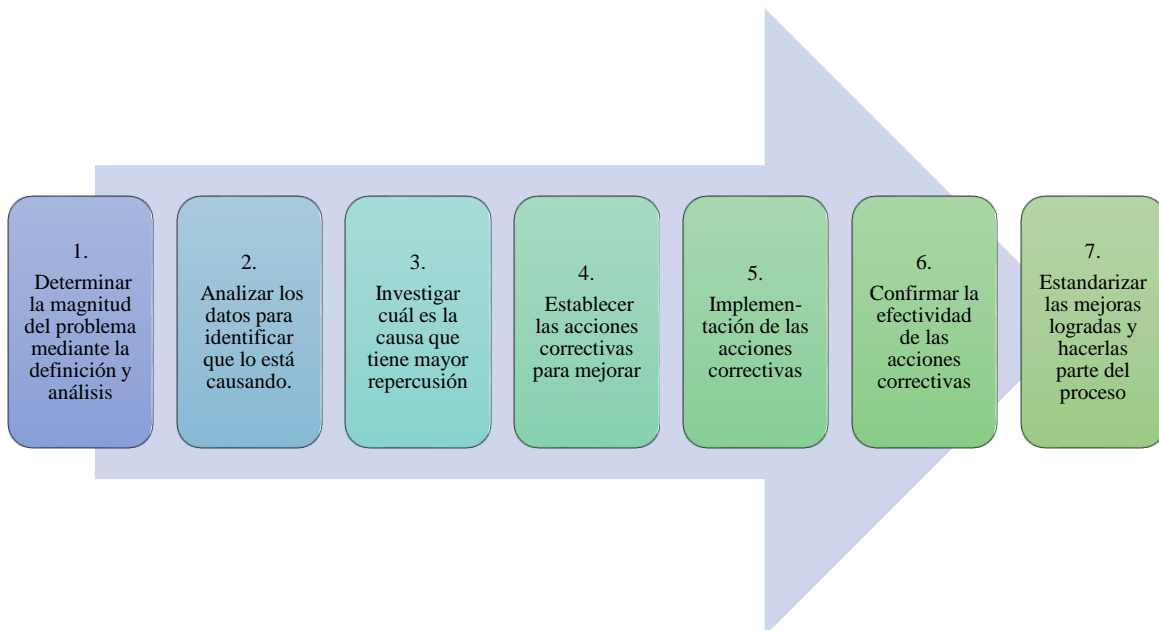 1.
Determinar
la magnitud
del problema
mediante la
definición y
análisis
2.
Analizar los
datos para
identificar
que lo está
causando.
3.
Investigar
cuál es la
causa que
tiene mayor
repercusión
4.
Establecer
las acciones
correctivas
para mejorar
5.
Implemen-
tación de las
acciones
correctivas
6.
Confirmar la
efectividad
de las
acciones
correctivas
7.
Estandarizar
las mejoras
logradas y
hacerlas
parte del
proceso